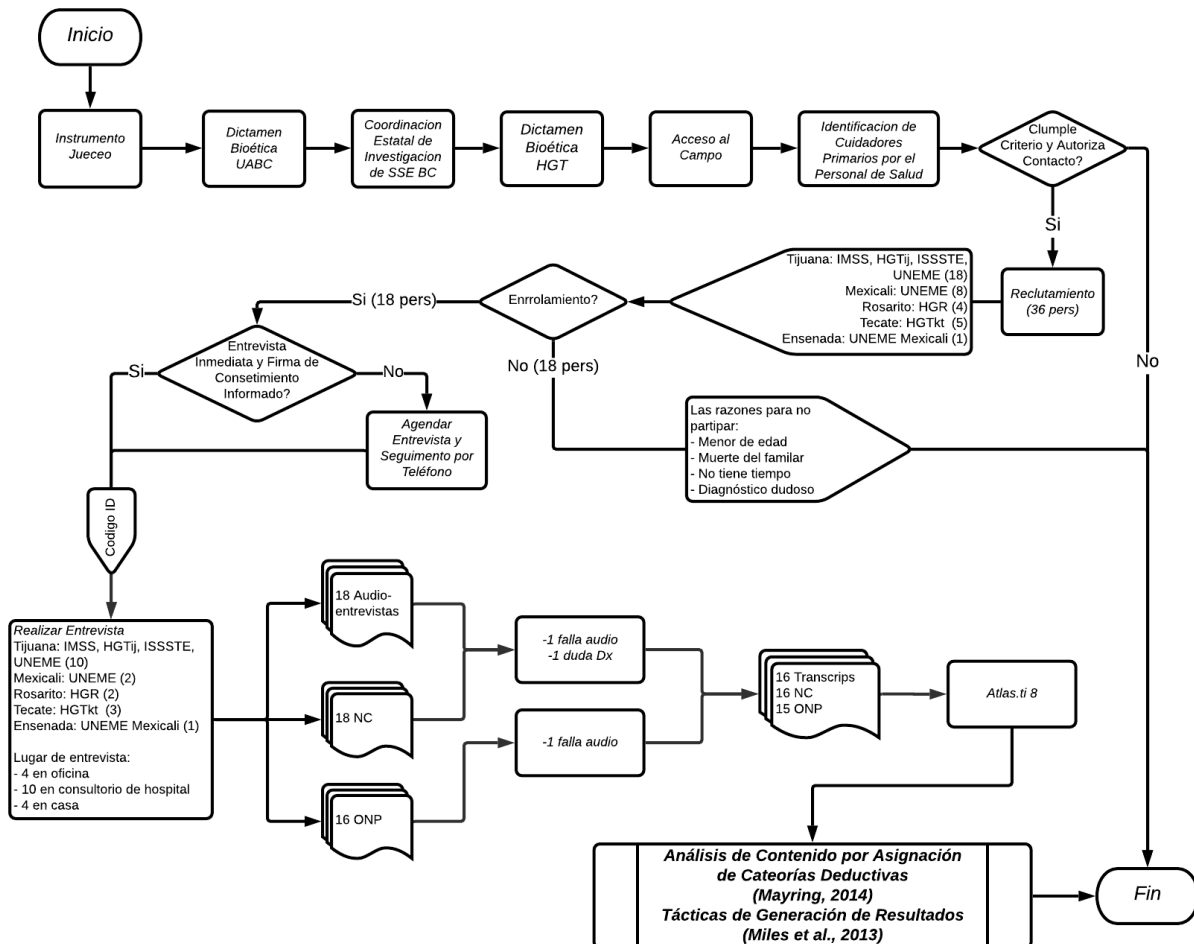 Inicio
Instrumento
Jueceo
Dictamen
Bioética
UABC
Coordinacion
Estatal de
Investigacion
de SSE BC
Dictamen
Bioética
HGT
Acceso al
Campo
Identificacion de
Cuidadores
Primarios por el
Personal de Salud
Clumple
Criterio y Autoriza
Contacto?
Si
No
Reclutamiento
(36 pers)
Tijuana: IMSS, HGTij, ISSSTE,
UNEME (18)
Mexicali: UNEME (8)
Rosarito: HGR (4)
Tecate: HGTkt (5)
Ensenada: UNEME Mexicali (1)
Enrrolamiento?
Si (18 pers)
No (18 pers)
Las razones para no
partipar:
- Menor de edad
- Muerte del familar
- No tiene tiempo
- Diagnóstico dudoso
Entrevista
Inmediata y Firma de
Consetimiento
Informado?
Si
No
Agendar
Entrevista y
Seguimento por
Teléfono
Codigo ID
Realizar Entrevista
Tijuana: IMSS, HGTij, ISSSTE,
UNEME (10)
Mexicali: UNEME (2)
Rosarito: HGR (2)
Tecate: HGTkt (3)
Ensenada: UNEME Mexicali (1)
Lugar de entrevista:
- 4 en oficina
- 10 en consultorio de hospital
- 4 en casa
18 Audio-
entrevistas
18 NC
16 ONP
-1 falla audio
-1 duda Dx
-1 falla audio
16 Transcrips
16 NC
15 ONP
Atlas.ti 8
Análisis de Contenido por Asignación
de Cateorías Deductivas
(Mayring, 2014)
Tácticas de Generación de Resultados
(Miles et al., 2013)
Fin